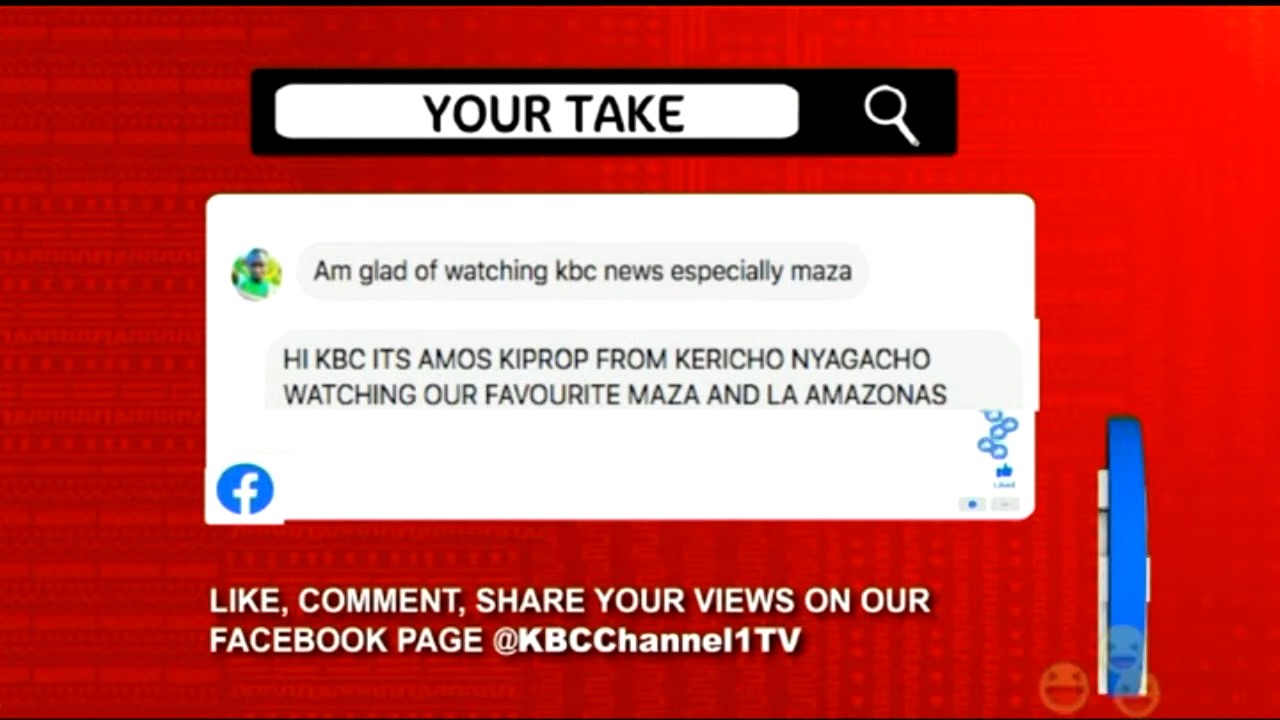 YOUR TAKE
Am glad of watching kbc news especially maza
HI KBC ITS AMOS KIPROP FROM KERICHO NYAGACHO
WATCHING OUR FAVOURITE MAZA AND LA AMAZONAS
Liked
LIKE, COMMENT, SHARE YOUR VIEWS ON OUR
FACEBOOK PAGE @KBCChannel1TV